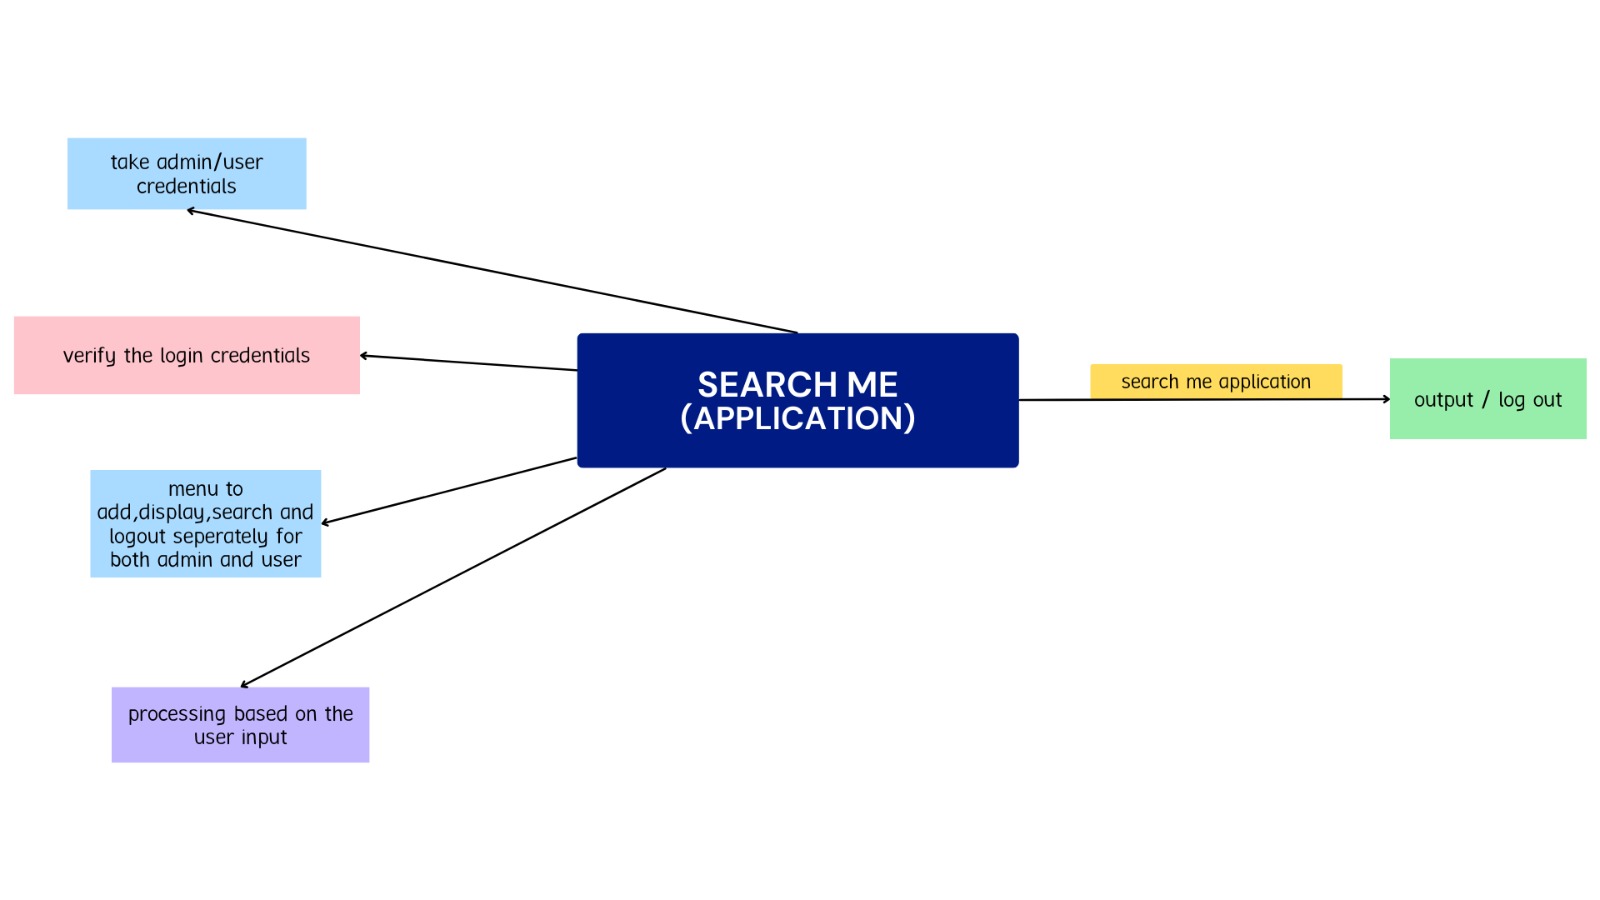 take admin/user
credentials
verify the login credentials
SEARCH ME
(APPLICATION)
search me application
output / log out
menu to
add,display,search and
logout seperately for
both admin and user
processing based on the
user input